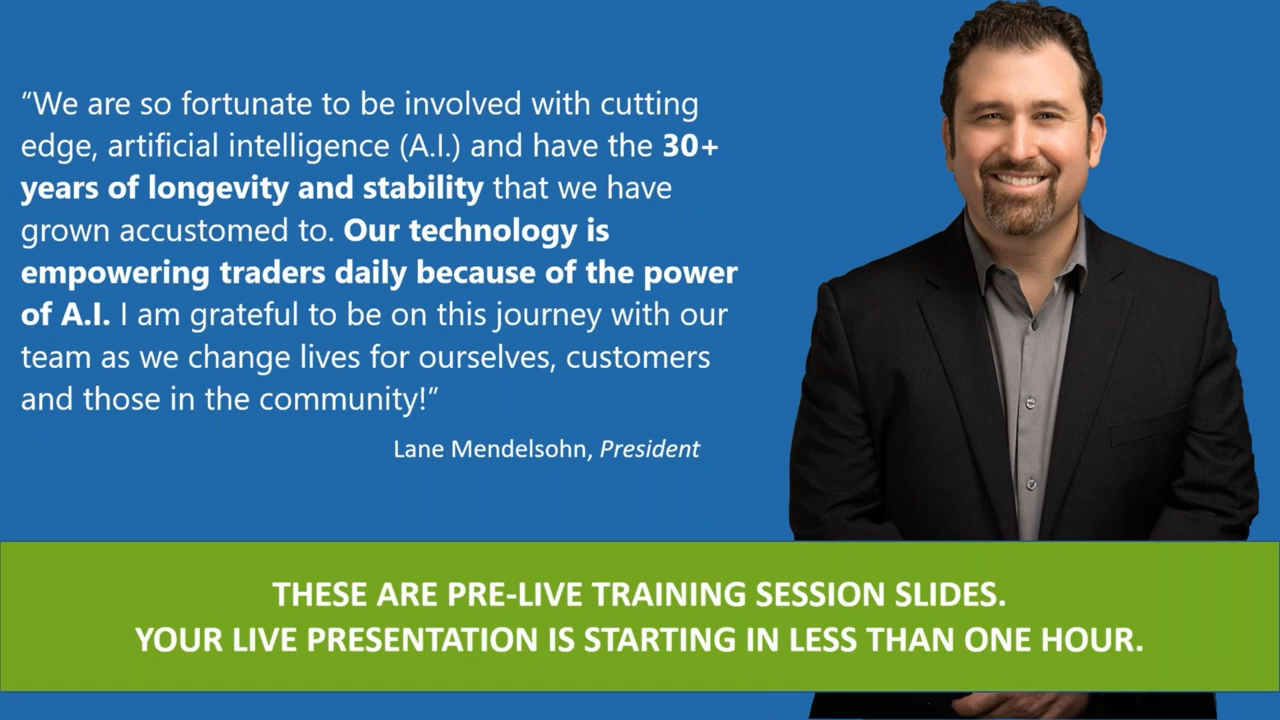 “We are so fortunate to be involved with cutting
edge, artificial intelligence (A.I.) and have the 30+
years of longevity and stability that we have
grown accustomed to. Our technology is
empowering traders daily because of the power
of A.I. I am grateful to be on this journey with our
team as we change lives for ourselves, customers
and those in the community!”
Lane Mendelsohn, President
THESE ARE PRE-LIVE TRAINING SESSION SLIDES.
YOUR LIVE PRESENTATION IS STARTING IN LESS THAN ONE HOUR.